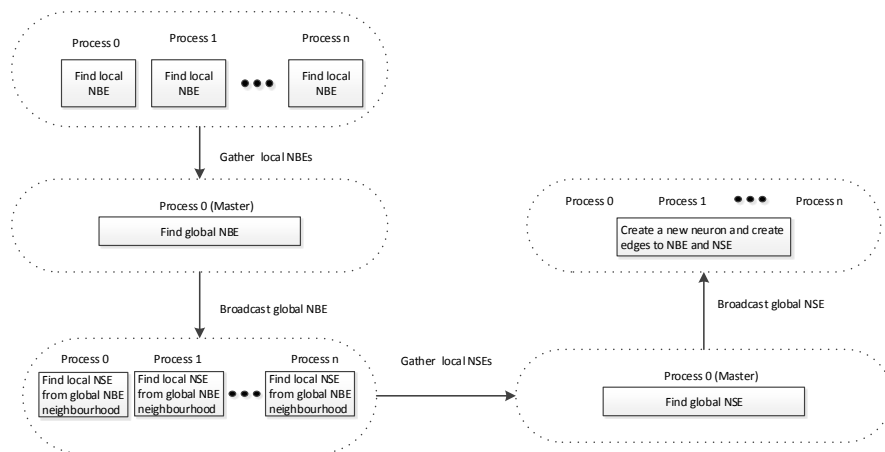 Process 0
Process 1
Process n
Find local
NBE
Find local
NBE
Find local
NBE
Gather local NBEs
Process 0 (Master)
Find global NBE
Broadcast global NBE
Process 0
Process 1
Process n
Find local NSE
from global NBE
neighbourhood
Find local NSE
from global NBE
neighbourhood
Find local NSE
from global NBE
neighbourhood
Gather local NSEs
Process 0 (Master)
Find global NSE
Broadcast global NSE
Process 0
Process 1
Process n
Create a new neuron and create
edges to NBE and NSE